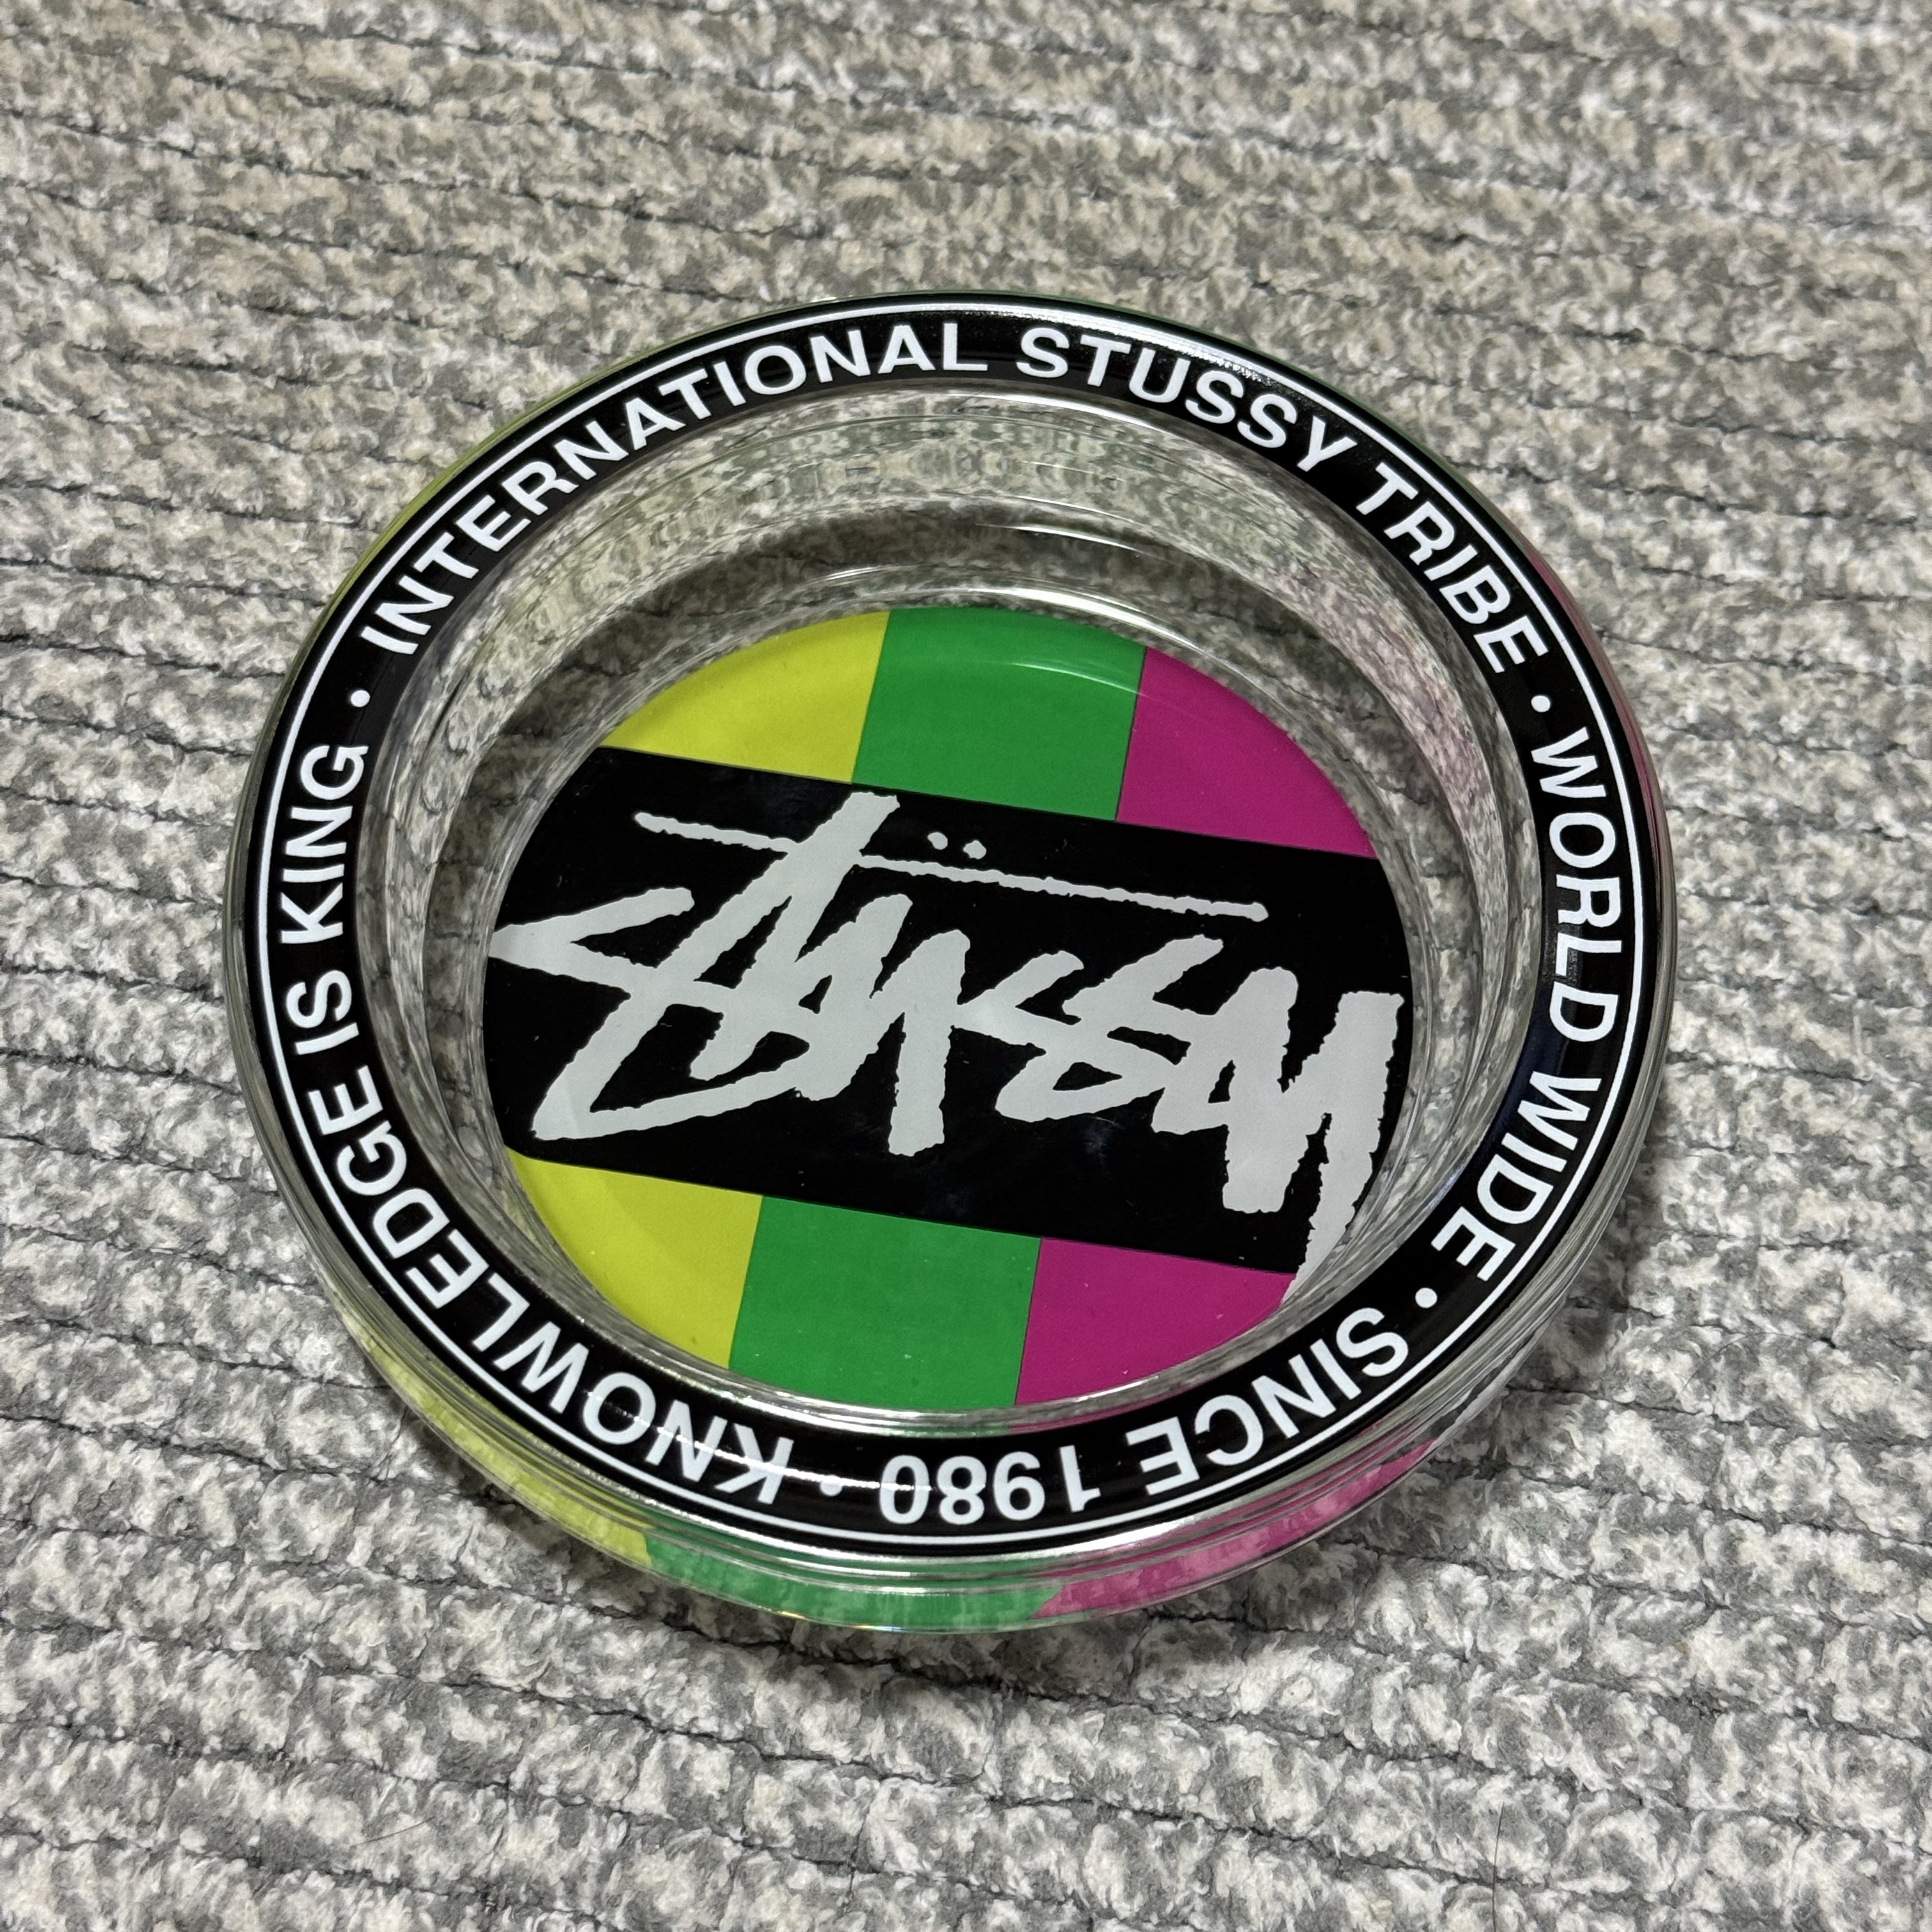 INTERNATIONAL STUSSY TRIBE • WORLD WIDE • SINCE 1980 • KNOWLEDGE IS KING •
Stüssy